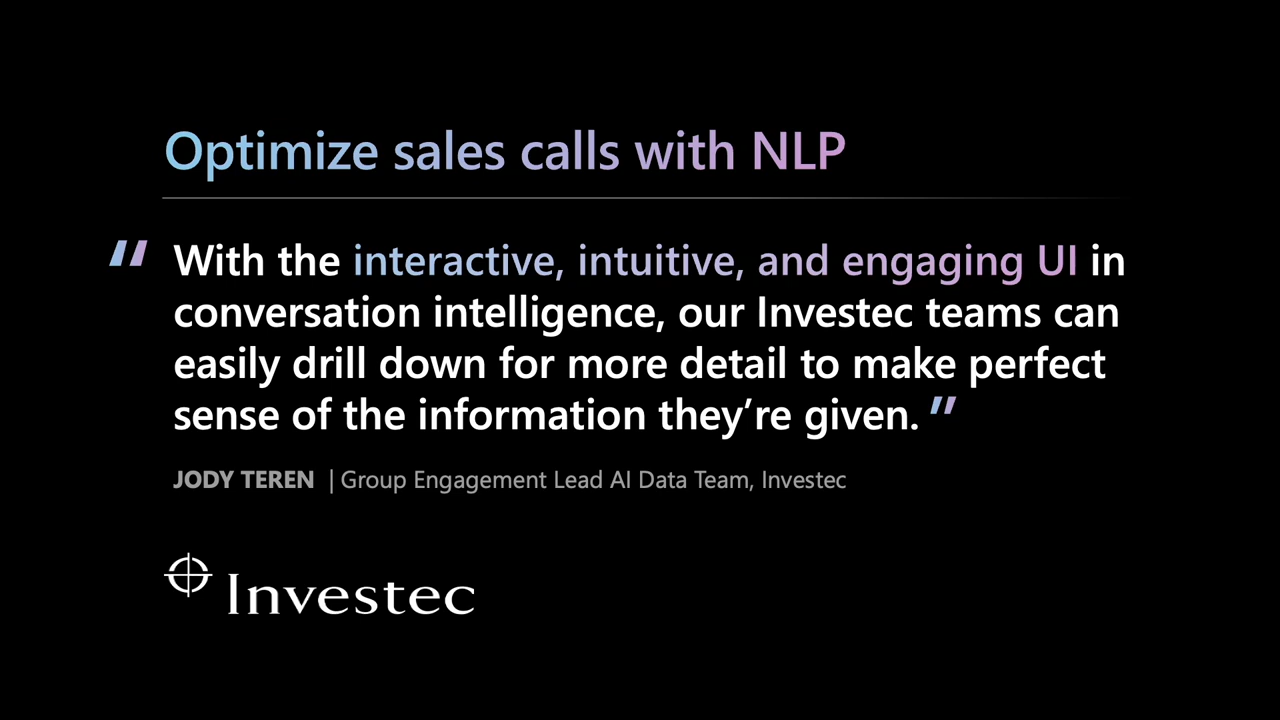 Optimize sales calls with NLP
“ With the interactive, intuitive, and engaging UI in
conversation intelligence, our Investec teams can
easily drill down for more detail to make perfect
sense of the information they’re given. ”
JODY TEREN | Group Engagement Lead AI Data Team, Investec
Investec